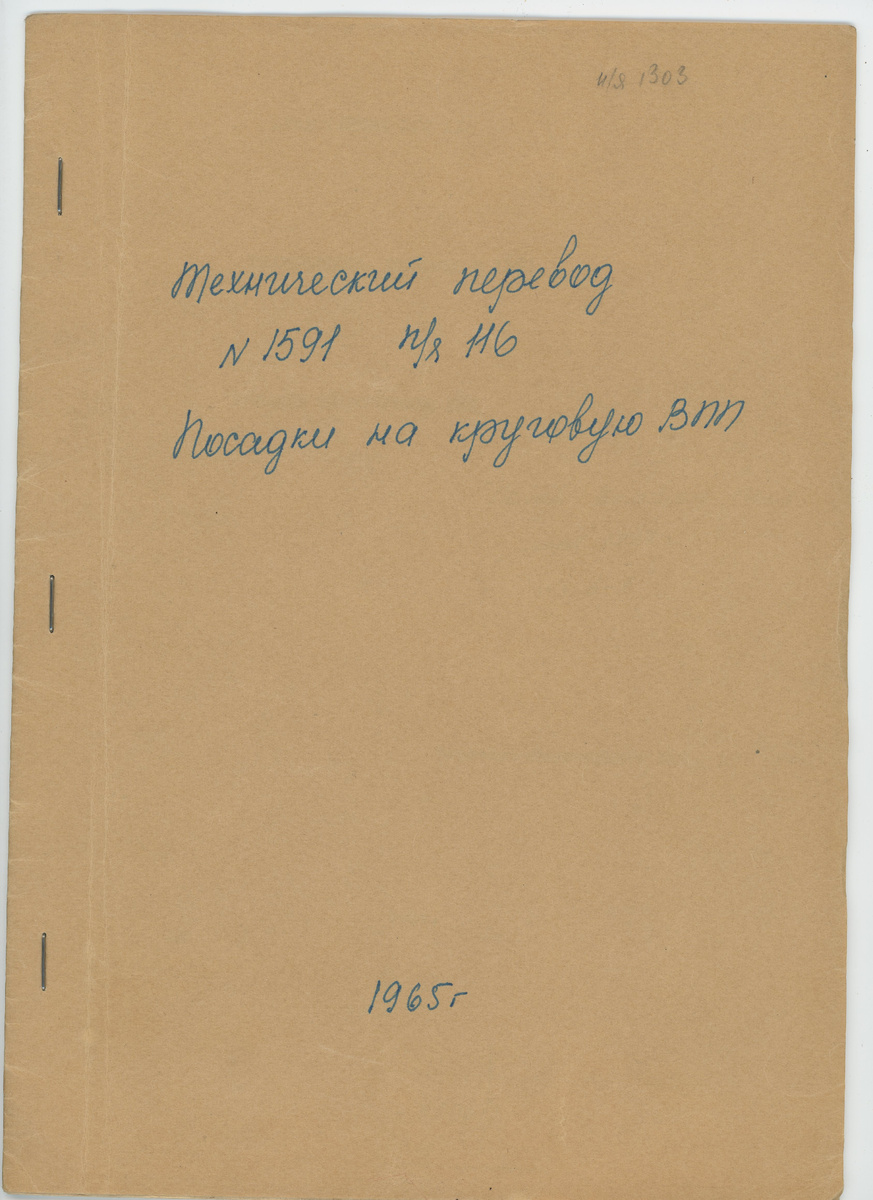 н/я 1303
Технический перевод
N 1591 п/я 116
Посадки на круговую ВПП
1965г